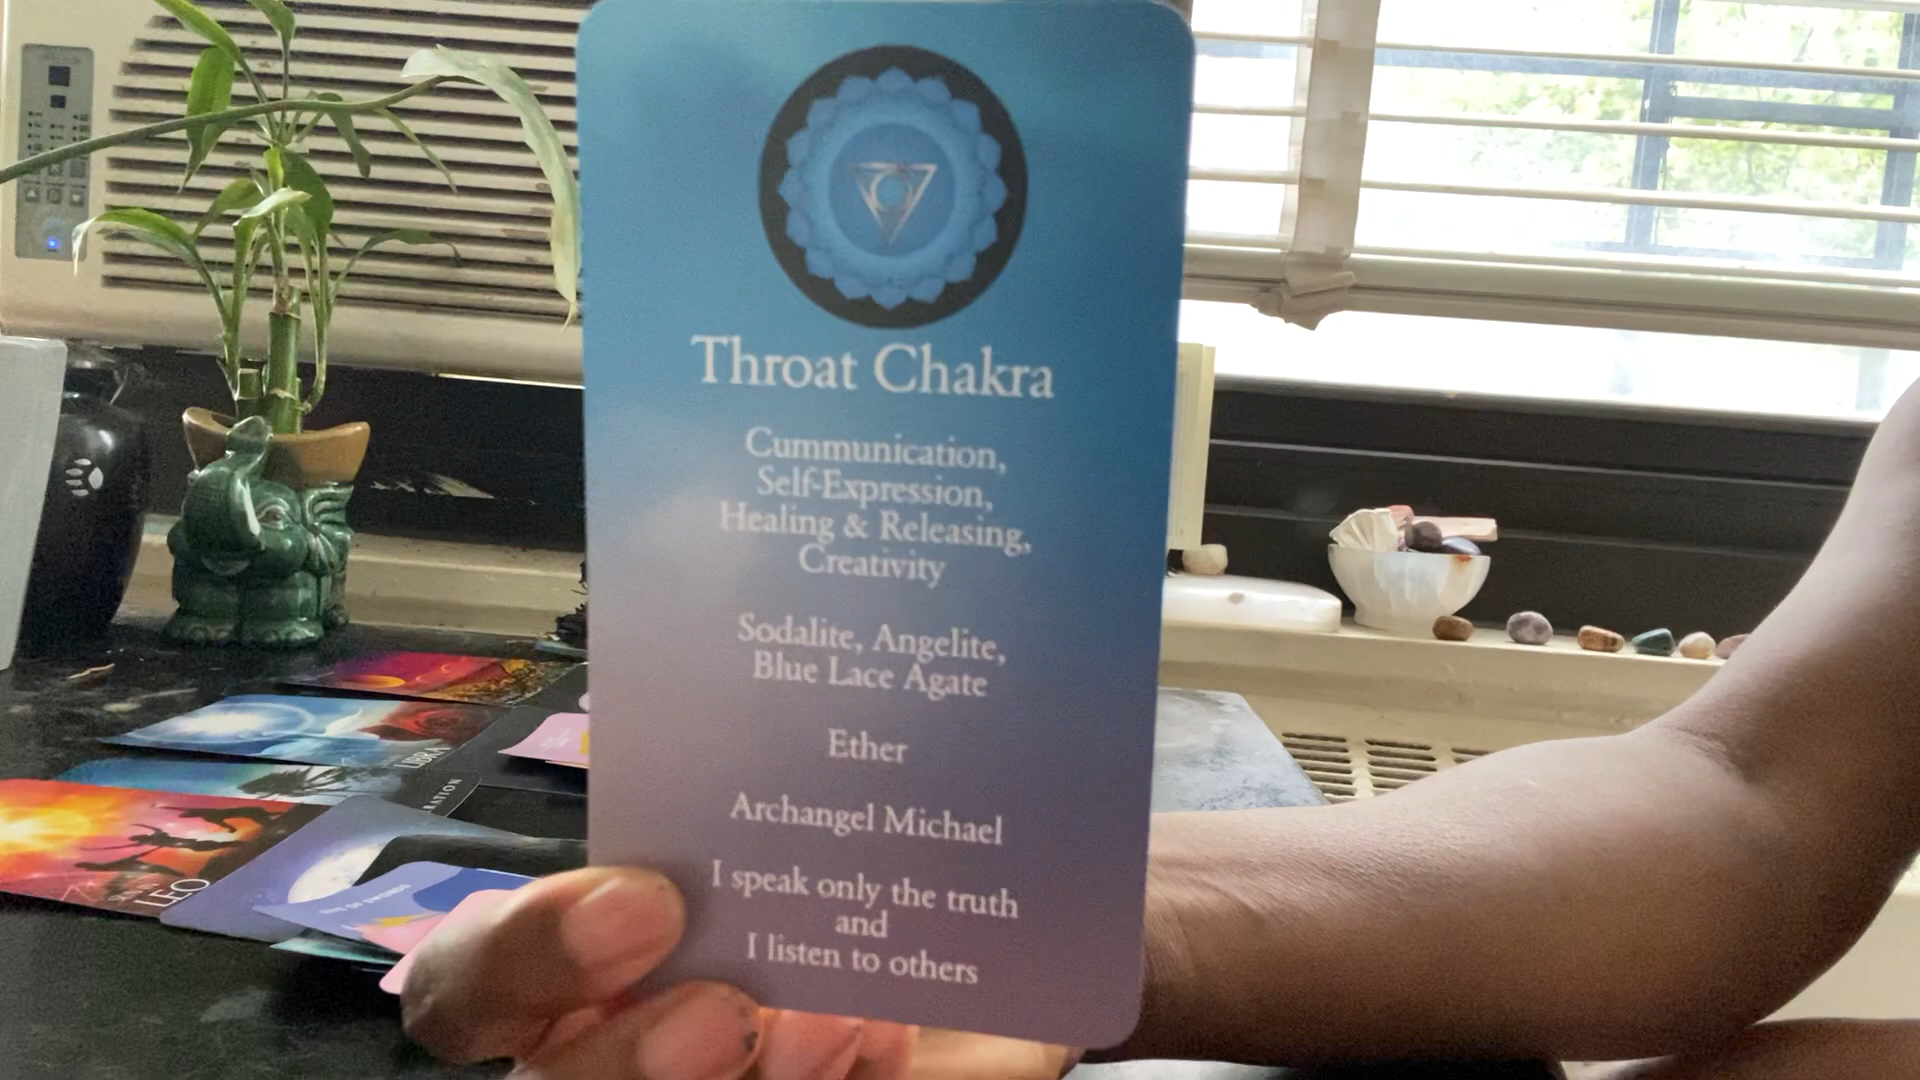 Throat Chakra
Cummunication,
Self-Expression,
Healing & Releasing,
Creativity
Sodalite, Angelite,
Blue Lace Agate
Ether
Archangel Michael
I speak only the truth
and
I listen to others
LIBRA
LEO